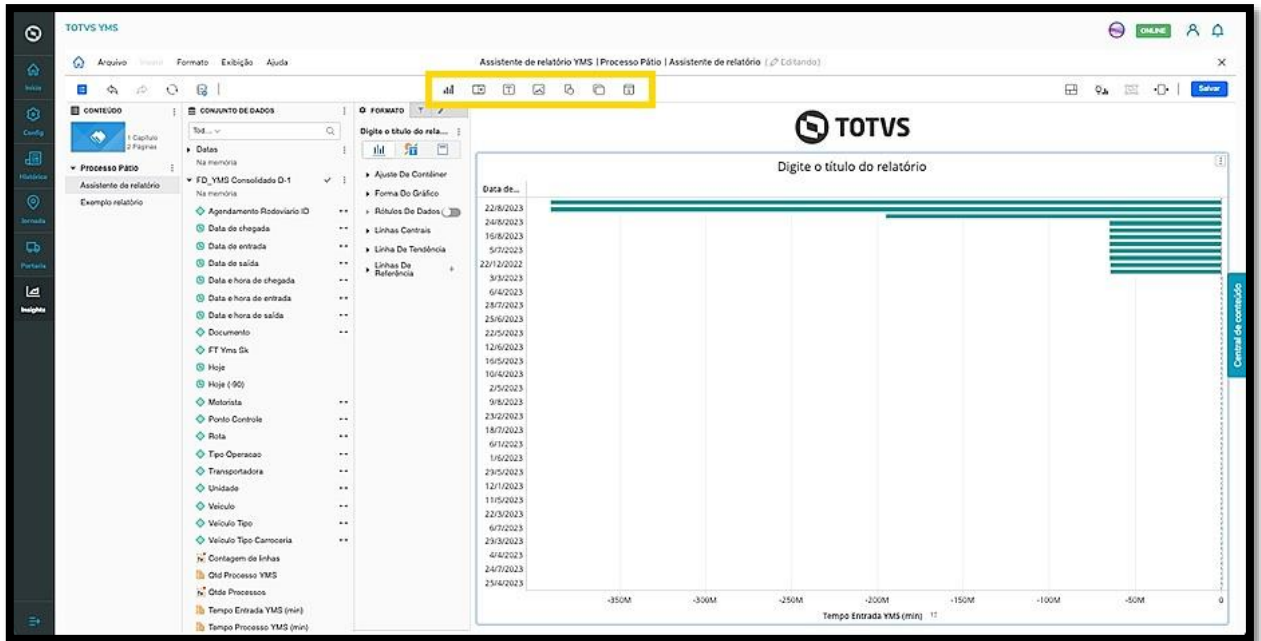 TOTVS YMS
ONLINE
Arquivo
Formato Exibição Ajuda
Assistente de relatório YMS | Processo Pátio | Assistente de relatório ( Editando)
Salvar
Início
Config
Histórico
Jornada
Portaria
Insights
CONTEÚDO
1 Capítulo
2 Páginas
Processo Pátio
Assistente de relatório
Exemplo relatório
CONJUNTO DE DADOS
Tod...
Datas
Na memória
FD_YMS Consolidado D-1
Na memória
Agendamento Rodoviario ID
Data de chegada
Data de entrada
Data de saída
Data e hora de chegada
Data e hora de entrada
Data e hora de saída
Documento
FT Yms Sk
Hoje
Hoje (-90)
Motorista
Ponto Controle
Rota
Tipo Operacao
Transportadora
Unidade
Veiculo
Veiculo Tipo
Veiculo Tipo Carroceria
Contagem de linhas
Qtd Processo YMS
Qtde Processos
Tempo Entrada YMS (min)
Tempo Processo YMS (min)
FORMATO
Digite o título do rela...
Ajuste De Contêiner
Forma Do Gráfico
Rótulos De Dados
Linhas Centrais
Linha De Tendência
Linhas De
Referência +
TOTVS
Digite o título do relatório
Data de...
22/8/2023
24/8/2023
16/8/2023
5/7/2023
22/12/2022
3/3/2023
6/4/2023
28/7/2023
25/6/2023
22/5/2023
12/6/2023
16/5/2023
10/4/2023
2/5/2023
9/8/2023
23/2/2023
18/7/2023
6/1/2023
1/6/2023
29/5/2023
12/1/2023
11/5/2023
22/3/2023
6/7/2023
29/3/2023
4/4/2023
24/7/2023
25/4/2023
-350M -300M -250M -200M -150M -100M -50M 0
Tempo Entrada YMS (min)
Central de conteúdo